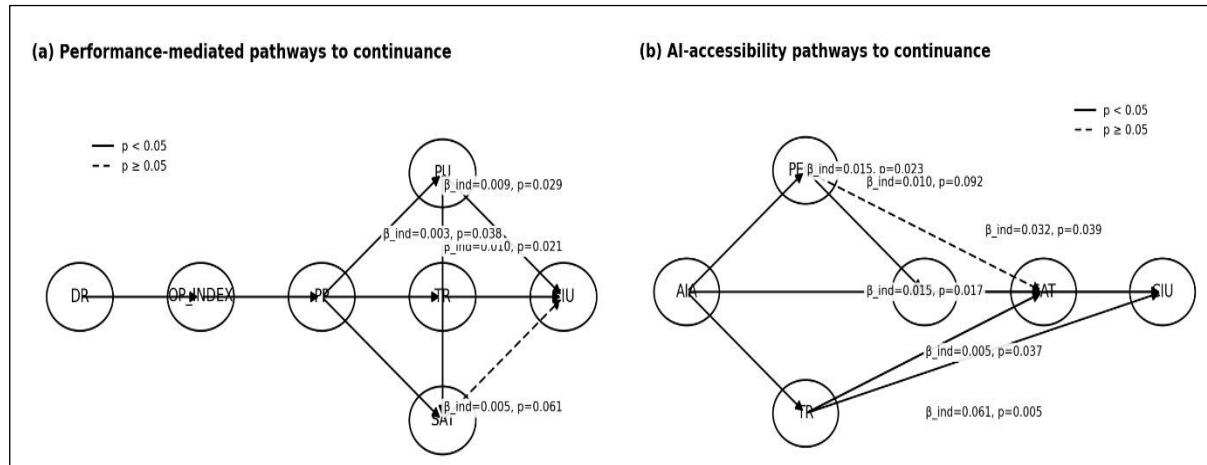 (a) Performance-mediated pathways to continuance
p < 0.05
p ≥ 0.05
PU
β_ind=0.009, p=0.029
β_ind=0.003, p=0.038
β_ind=0.010, p=0.021
DR
OP_INDEX
PP
TR
CIU
β_ind=0.005, p=0.061
SAT
(b) AI-accessibility pathways to continuance
p < 0.05
p ≥ 0.05
β_ind=0.015, p=0.023
β_ind=0.010, p=0.092
β_ind=0.032, p=0.039
AIA
β_ind=0.015, p=0.017
SAT
CIU
β_ind=0.005, p=0.037
TR
β_ind=0.061, p=0.005